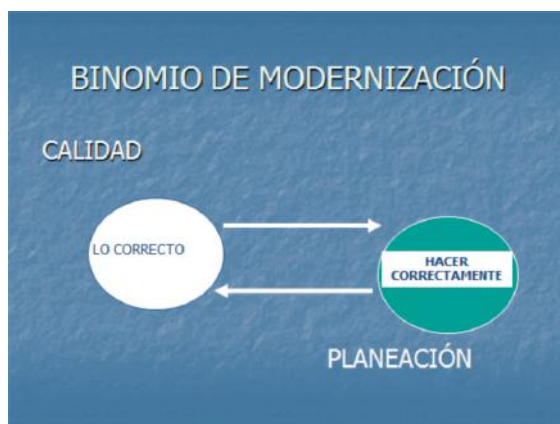 BINOMIO DE MODERNIZACIÓN
CALIDAD
LO CORRECTO
HACER
CORRECTAMENTE
PLANEACIÓN